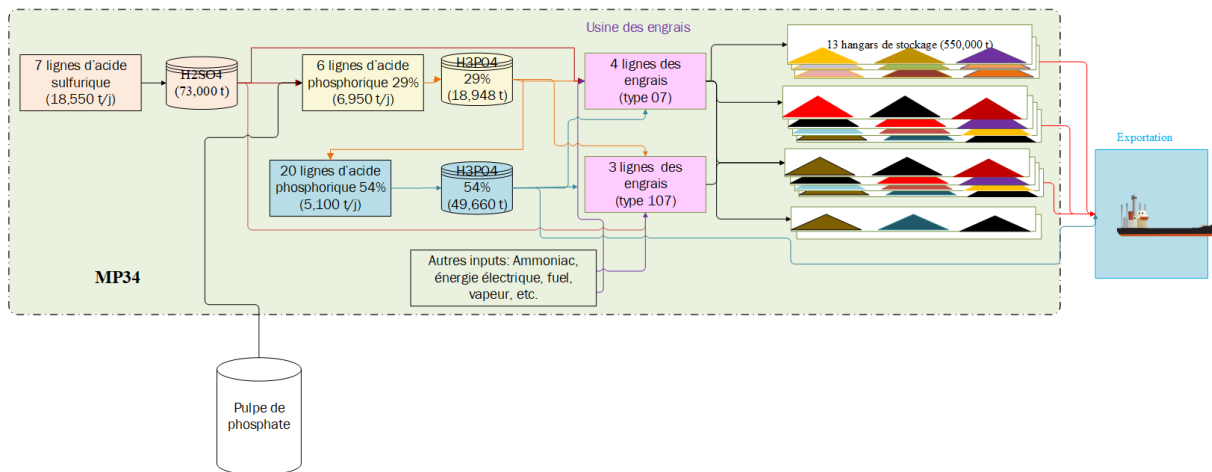 Usine des engrais
7 lignes d'acide
sulfurique
(18,550 t/j)
H2SO4
(73,000 t)
6 lignes d'acide
phosphorique 29%
(6,950 t/j)
H3PO4
29%
(18,948 t)
4 lignes des
engrais
(type 07)
13 hangars de stockage (550,000 t)
Exportation
20 lignes d'acide
phosphorique 54%
(5,100 t/j)
H3PO4
54%
(49,660 t)
3 lignes des
engrais
(type 107)
Autres inputs: Ammoniac,
énergie électrique, fuel,
vapeur, etc.
MP34
Pulpe de
phosphate